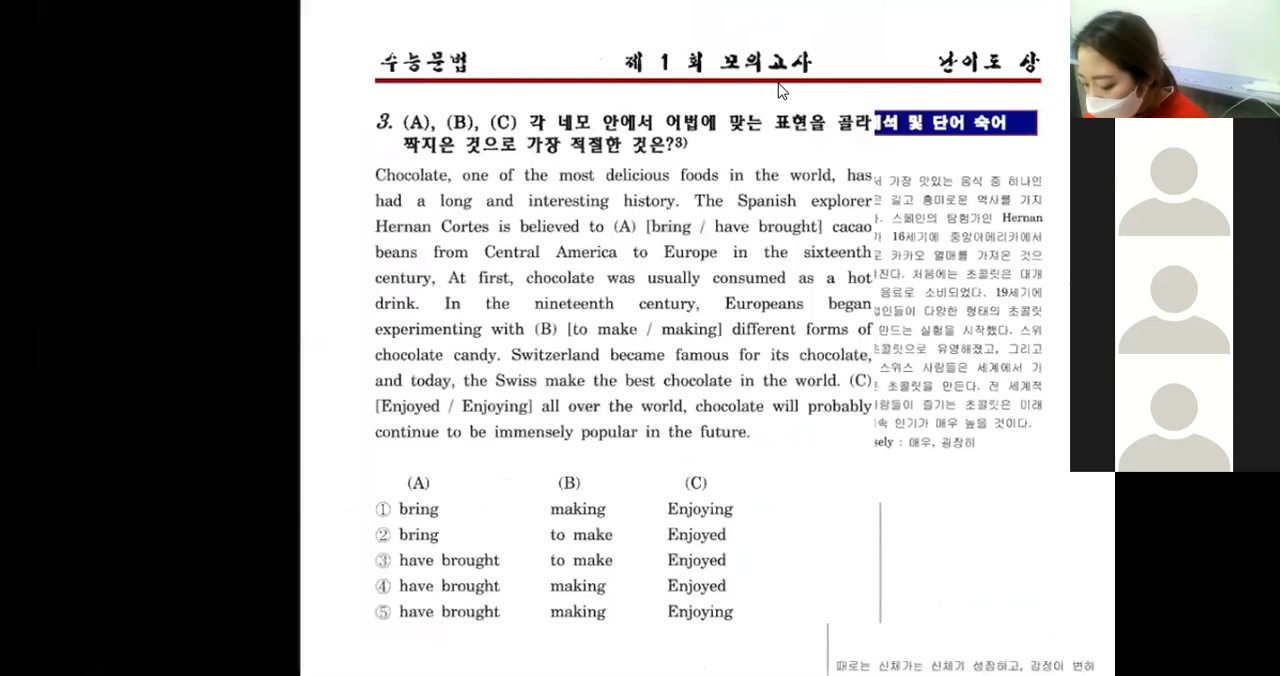 수능문법 제 1 회 모의고사 난이도 상
3. (A), (B), (C) 각 네모 안에서 어법에 맞는 표현을 골라
짝지은 것으로 가장 적절한 것은?3)
Chocolate, one of the most delicious foods in the world, has
had a long and interesting history. The Spanish explorer
Hernan Cortes is believed to (A) [bring / have brought] cacao
beans from Central America to Europe in the sixteenth
century, At first, chocolate was usually consumed as a hot
drink. In the nineteenth century, Europeans began
experimenting with (B) [to make / making] different forms of
chocolate candy. Switzerland became famous for its chocolate,
and today, the Swiss make the best chocolate in the world. (C)
[Enjoyed / Enjoying] all over the world, chocolate will probably
continue to be immensely popular in the future.
(A) (B) (C)
① bring making Enjoying
② bring to make Enjoyed
③ have brought to make Enjoyed
④ have brought making Enjoyed
⑤ have brought making Enjoying
및 단어 숙어
가장 맛있는 음식 중 하나인
길고 흥미로운 역사를 가지
스페인의 탐험가인 Hernan
16세기에 중앙아메리카에서
카카오 열매를 가져온 것으
처음에는 초콜릿은 대개
음료로 소비되었다. 19세기에
다양한 형태의 초콜릿
만드는 실험을 시작했다. 스위
유명해졌고, 그리고
스위스 사람들은 세계에서 가
초콜릿을 만든다. 전 세계적
즐기는 초콜릿은 미래
인기가 매우 높을 것이다.
sely : 매우, 굉장히
때로는 신체가는 신체기 성장하고, 감정이 변하